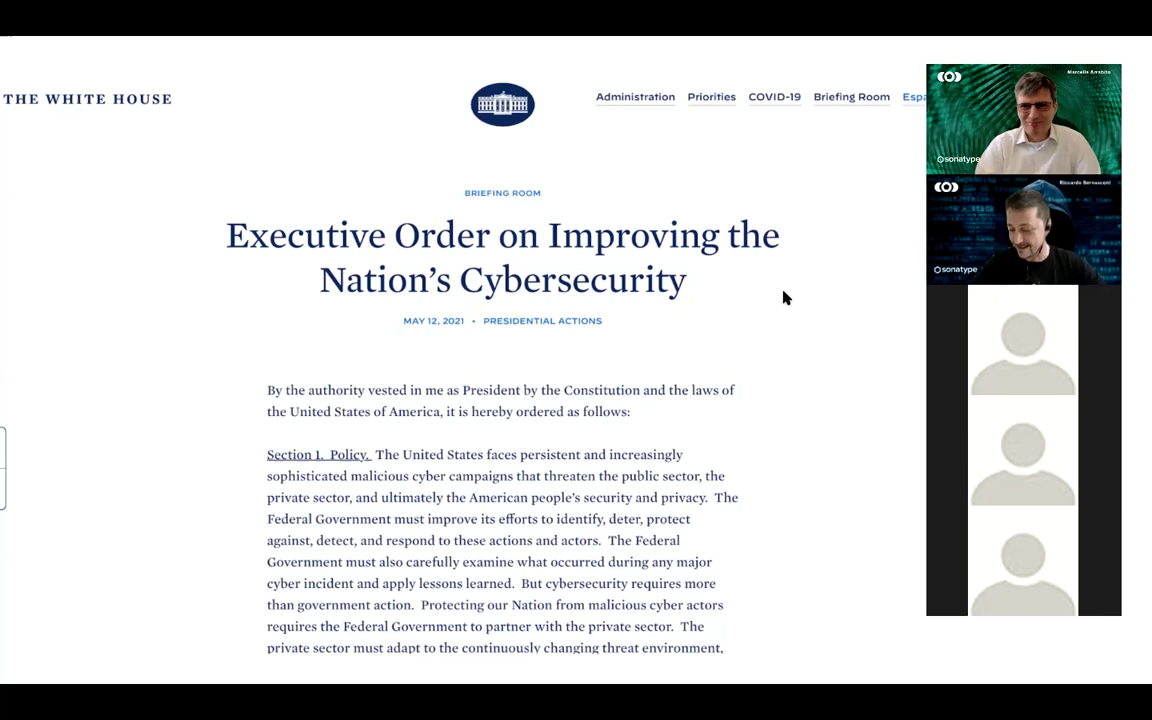 THE WHITE HOUSE
Administration Priorities COVID-19 Briefing Room Espa
BRIEFING ROOM
Executive Order on Improving the
Nation's Cybersecurity
MAY 12, 2021 • PRESIDENTIAL ACTIONS
By the authority vested in me as President by the Constitution and the laws of
the United States of America, it is hereby ordered as follows:
Section 1. Policy. The United States faces persistent and increasingly
sophisticated malicious cyber campaigns that threaten the public sector, the
private sector, and ultimately the American people's security and privacy. The
Federal Government must improve its efforts to identify, deter, protect
against, detect, and respond to these actions and actors. The Federal
Government must also carefully examine what occurred during any major
cyber incident and apply lessons learned. But cybersecurity requires more
than government action. Protecting our Nation from malicious cyber actors
requires the Federal Government to partner with the private sector. The
private sector must adapt to the continuously changing threat environment,
sonatype
Riccardo Bernasconi
sonatype